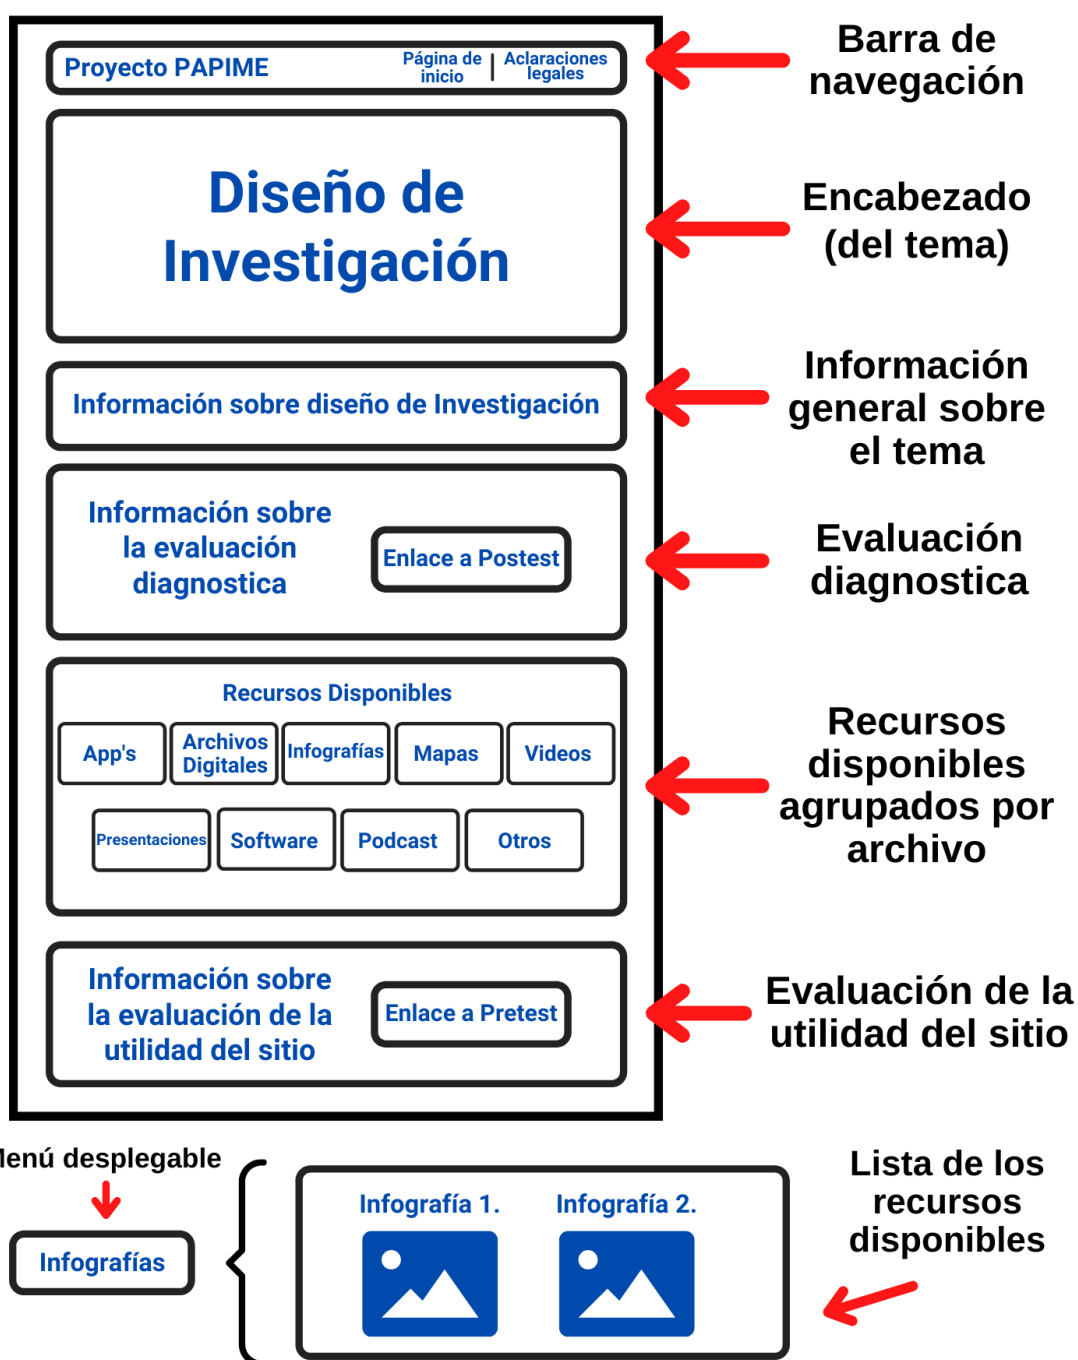 Proyecto PAPIME
Página de
inicio
Aclaraciones
legales
Barra de
navegación
Diseño de
Investigación
Encabezado
(del tema)
Información sobre diseño de Investigación
Información
general sobre
el tema
Información sobre
la evaluación
diagnostica
Enlace a Postest
Evaluación
diagnostica
Recursos Disponibles
App's
Archivos
Digitales
Infografías
Mapas
Videos
Presentaciones
Software
Podcast
Otros
Recursos
disponibles
agrupados por
archivo
Información sobre
la evaluación de la
utilidad del sitio
Enlace a Pretest
Evaluación de la
utilidad del sitio
Menú desplegable
Infografías
Infografía 1.
Infografía 2.
Lista de los
recursos
disponibles